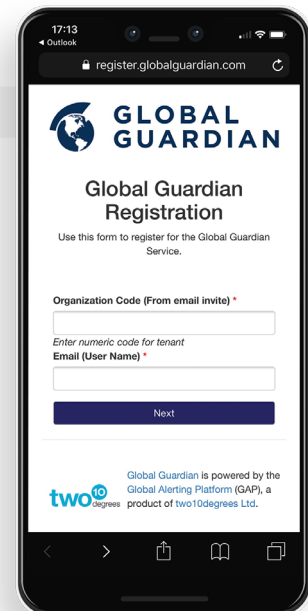 17:13
◀ Outlook
register.globalguardian.com
GLOBAL
GUARDIAN
Global Guardian
Registration
Use this form to register for the Global Guardian
Service.
Organization Code (From email invite) *
Enter numeric code for tenant
Email (User Name) *
Next
two10degrees
Global Guardian is powered by the
Global Alerting Platform (GAP), a
product of two10degrees Ltd.